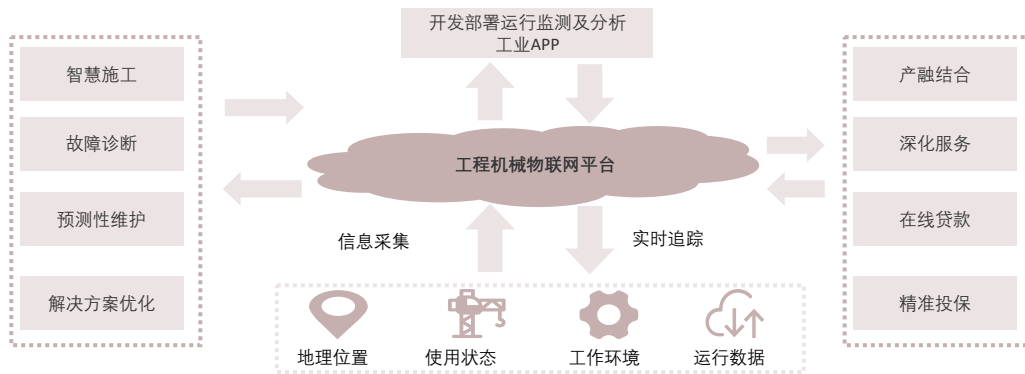 开发部署运行监测及分析
工业APP
智慧施工
故障诊断
预测性维护
解决方案优化
工程机械物联网平台
产融结合
深化服务
在线贷款
精准投保
信息采集
实时追踪
地理位置
使用状态
工作环境
运行数据